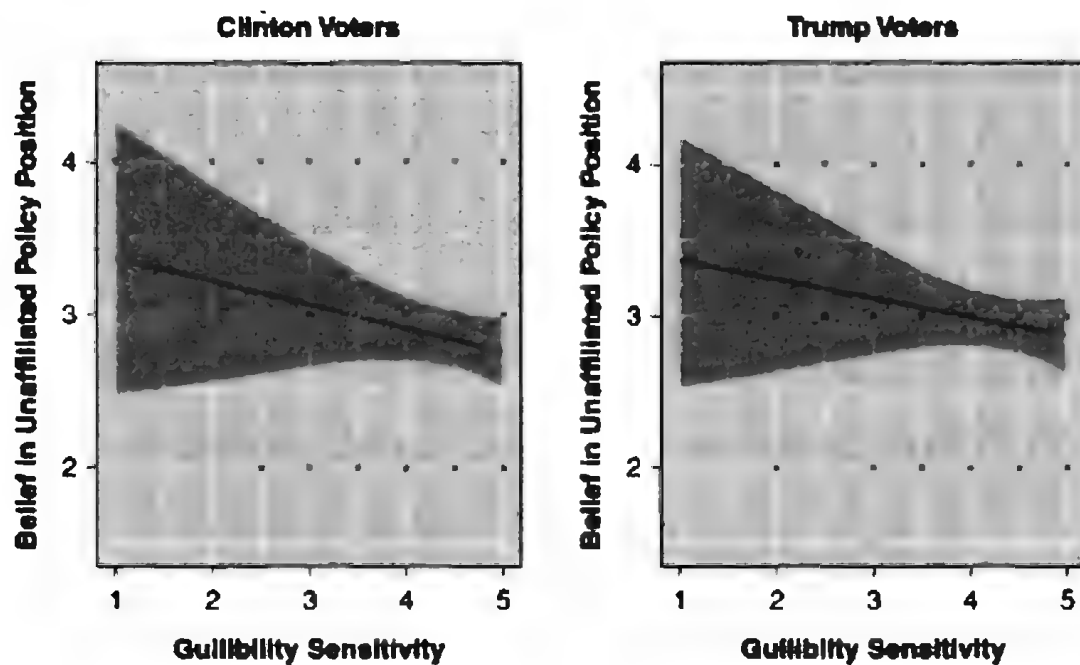 Clinton Voters
Belief in Unaffiliated Policy Position
4
3
2
1 2 3 4 5
Gullibility Sensitivity
Trump Voters
Belief in Unaffiliated Policy Position
4
3
2
1 2 3 4 5
Gullibiity Sensitivity